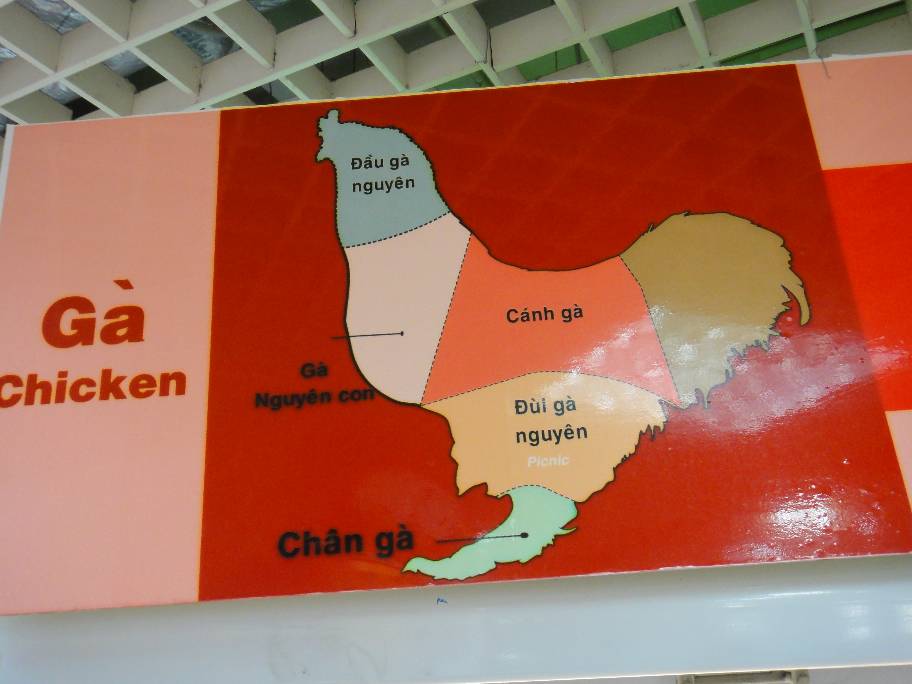 Gà
Chicken
Đầu gà
nguyên
Cánh gà
Gà
Nguyên con
Đùi gà
nguyên
Picnic
Chân gà